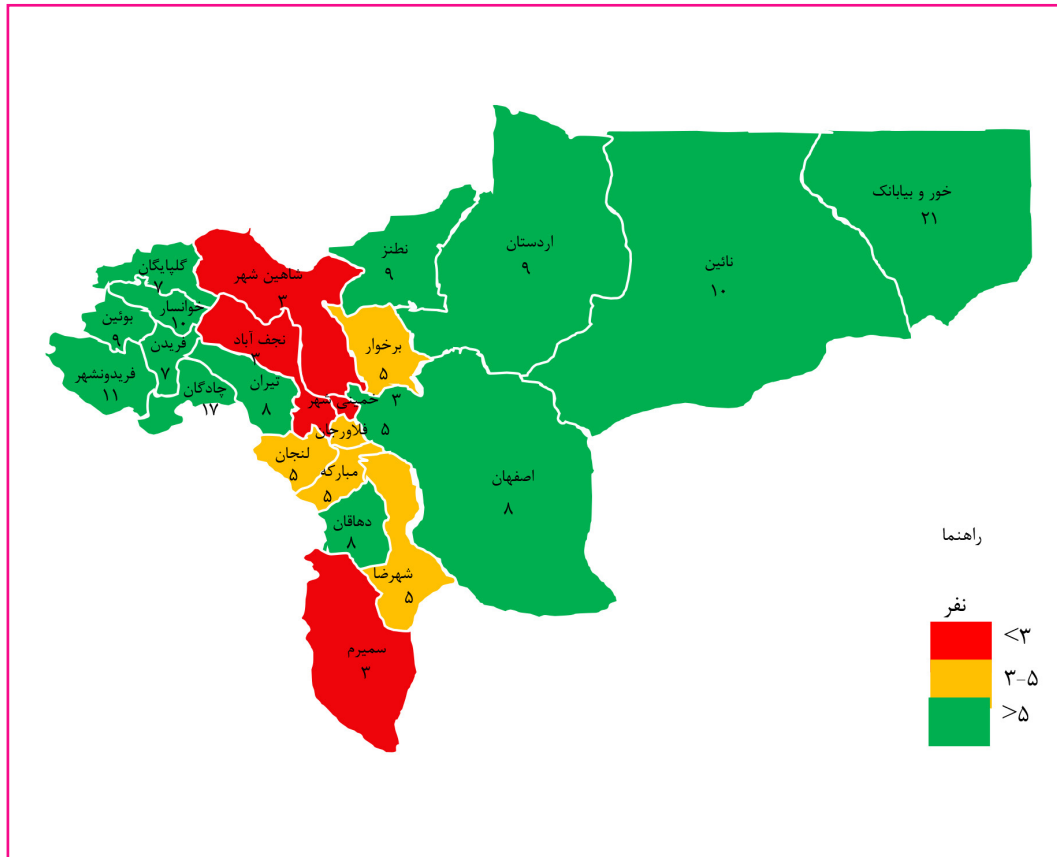 خور و بیابانک
۲۱
نائین
۱۰
اردستان
۹
نطنز
۹
گلپایگان
۷
شاهین شهر
۳
خوانسار
۱۰
بوئین
۹
نجف آباد
۳
برخوار
۵
فریدن
۷
فریدونشهر
۱۱
چادگان
۱۷
تیران
۸
خمینی شهر
۳
فلاورجان
۵
لنجان
۵
مبارکه
۵
اصفهان
۸
دهاقان
۸
شهرضا
۵
سمیرم
۳
راهنما
نفر
<۳
۳-۵
>۵